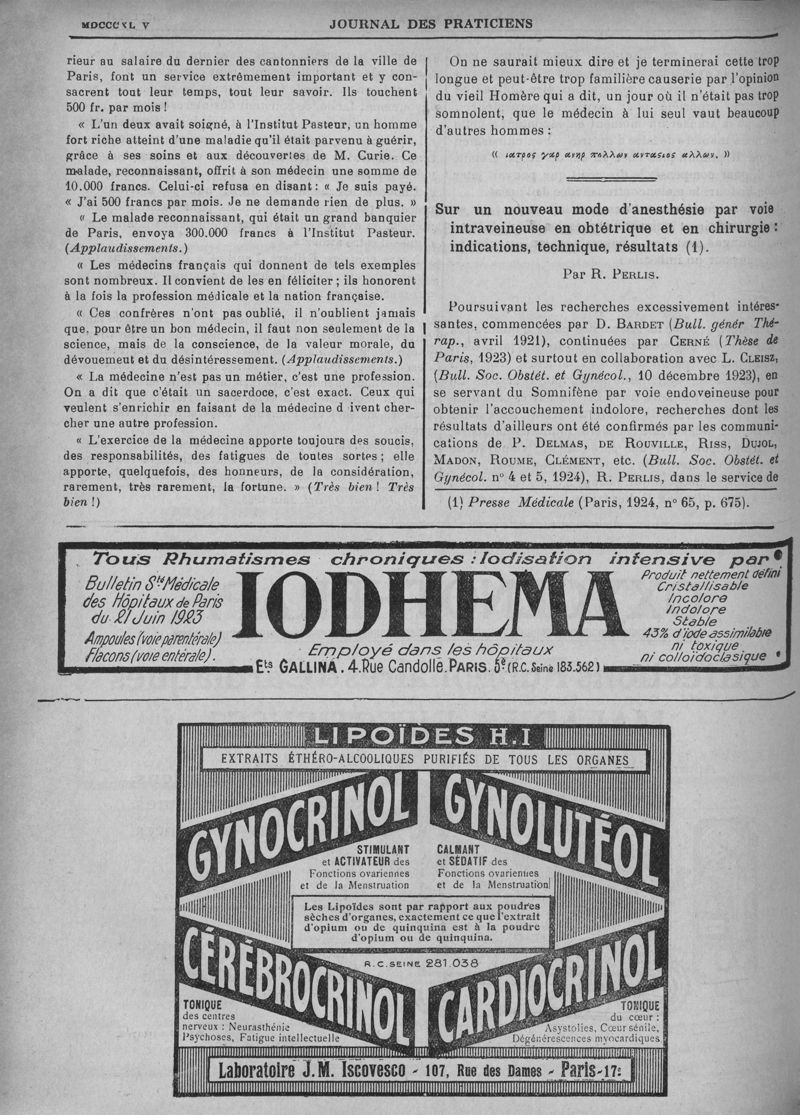 MDCCCXL V
JOURNAL DES PRATICIENS
rieur au salaire du dernier des cantonniers de la ville de
Paris, font un service extrêmement important et y con-
sacrent tout leur temps, tout leur savoir. Ils touchent
500 fr. par mois !
« L'un deux avait soigné, à l'Institut Pasteur, un homme
fort riche atteint d'une maladie qu'il était parvenu à guérir,
grâce à ses soins et aux découvertes de M. Curie. Ce
malade, reconnaissant, offrit à son médecin une somme de
10.000 francs. Celui-ci refusa en disant : « Je suis payé.
« J'ai 500 francs par mois. Je ne demande rien de plus. »
« Le malade reconnaissant, qui était un grand banquier
de Paris, envoya 300.000 francs à l'Institut Pasteur.
(Applaudissements.)
« Les médecins français qui donnent de tels exemples
sont nombreux. Il convient de les en féliciter ; ils honorent
à la fois la profession médicale et la nation française.
« Ces confrères n'ont pas oublié, il n'oublient jamais
que, pour être un bon médecin, il faut non seulement de la
science, mais de la conscience, de la valeur morale, du
dévouement et du désintéressement. (Applaudissements.)
« La médecine n'est pas un métier, c'est une profession.
On a dit que c'était un sacerdoce, c'est exact. Ceux qui
veulent s'enrichir en faisant de la médecine d ivent cher-
cher une autre profession.
« L'exercice de la médecine apporte toujours des soucis,
des responsabilités, des fatigues de toutes sortes ; elle
apporte, quelquefois, des honneurs, de la considération,
rarement, très rarement, la fortune. » (Très bien ! Très
bien !)
On ne saurait mieux dire et je terminerai cette trop
longue et peut-être trop familière causerie par l'opinion
du vieil Homère qui a dit, un jour où il n'était pas trop
somnolent, que le médecin à lui seul vaut beaucoup
d'autres hommes :
« ιατρος γαρ ανηρ πολλων αντασιος αλλων. »
Sur un nouveau mode d'anesthésie par voie
intraveineuse en obtétrique et en chirurgie :
indications, technique, résultats (1).
Par R. PERLIS.
Poursuivant les recherches excessivement intéres-
santes, commencées par D. BARDET (Bull. génér Thé-
rap., avril 1921), continuées par CERNÉ (Thèse de
Paris, 1923) et surtout en collaboration avec L. CLEISZ,
(Bull. Soc. Obstét. et Gynécol., 10 décembre 1923), en
se servant du Somnifène par voie endoveineuse pour
obtenir l'accouchement indolore, recherches dont les
résultats d'ailleurs ont été confirmés par les communi-
cations de P. DELMAS, DE ROUVILLE, RISS, DUJOL,
MADON, ROUME, CLÉMENT, etc. (Bull. Soc. Obstét. et
Gynécol. n° 4 et 5, 1924), R. PERLIS, dans le service de
(1) Presse Médicale (Paris, 1924, n° 65, p. 675).
Tous Rhumatismes chroniques : Iodisation intensive par
Bulletin Sté Médicale
des Hôpitaux de Paris
du 21 Juin 1923
Ampoules (voie parentérale)
Flacons (voie entérale).
IODHEMA
Employé dans les hôpitaux
Produit nettement défini
Cristallisable
Incolore
Indolore
Stable
43% d'iode assimilable
ni toxique
ni colloïdoclasique
Ets GALLINA. 4.Rue Candolle.PARIS. 5e (R.C. Seine 183.562)
LIPOÏDES H.I
EXTRAITS ÉTHÉRO-ALCOOLIQUES PURIFIÉS DE TOUS LES ORGANES
GYNOCRINOL
STIMULANT
et ACTIVATEUR des
Fonctions ovariennes
et de la Menstruation
GYNOLUTÉOL
CALMANT
et SÉDATIF des
Fonctions ovariennes
et de la Menstruation
Les Lipoïdes sont par rapport aux poudres
sèches d'organes, exactement ce que l'extrait
d'opium ou de quinquina est à la poudre
d'opium ou de quinquina.
R.C. SEINE 281.038
CÉRÉBROCRINOL
TONIQUE
des centres
nerveux : Neurasthénie
Psychoses, Fatigue intellectuelle
CARDIOCRINOL
TONIQUE
du cœur :
Asystolies, Cœur sénile,
Dégénérescences myocardiques
Laboratoire J.M. ISCOVESCO - 107, Rue des Dames - Paris-17e